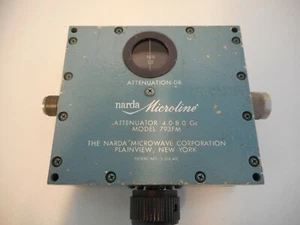 ATTENUATION-DB
narda Microline®
ATTENUATOR 4.0-8.0 Gc
MODEL 793FM
THE NARDA MICROWAVE CORPORATION
PLAINVIEW, NEW YORK